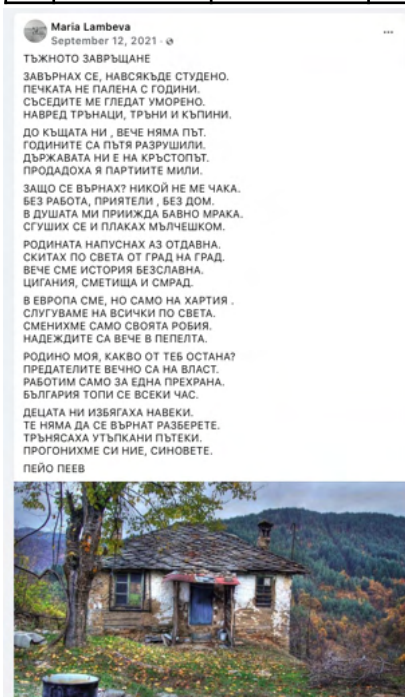 Maria Lambeva
September 12, 2021 ·
ТЪЖНОТО ЗАВРЪЩАНЕ
ЗАВЪРНАХ СЕ, НАВСЯКЪДЕ СТУДЕНО.
ПЕЧКАТА НЕ ПАЛЕНА С ГОДИНИ.
СЪСЕДИТЕ МЕ ГЛЕДАТ УМОРЕНО.
НАВРЕД ТРЪНАЦИ, ТРЪНИ И КЪПИНИ.
ДО КЪЩАТА НИ , ВЕЧЕ НЯМА ПЪТ.
ГОДИНИТЕ СА ПЪТЯ РАЗРУШИЛИ.
ДЪРЖАВАТА НИ Е НА КРЪСТОПЪТ.
ПРОДАДОХА Я ПАРТИИТЕ МИЛИ.
ЗАЩО СЕ ВЪРНАХ? НИКОЙ НЕ МЕ ЧАКА.
БЕЗ РАБОТА, ПРИЯТЕЛИ , БЕЗ ДОМ.
В ДУШАТА МИ ПРИИЖДА БАВНО МРАКА.
СГУШИХ СЕ И ПЛАКАХ МЪЛЧЕШКОМ.
РОДИНАТА НАПУСНАХ АЗ ОТДАВНА.
СКИТАХ ПО СВЕТА ОТ ГРАД НА ГРАД.
ВЕЧЕ СМЕ ИСТОРИЯ БЕЗСЛАВНА.
ЦИГАНИЯ, СМЕТИЩА И СМРАД.
В ЕВРОПА СМЕ, НО САМО НА ХАРТИЯ .
СЛУГУВАМЕ НА ВСИЧКИ ПО СВЕТА.
СМЕНИХМЕ САМО СВОЯТА РОБИЯ.
НАДЕЖДИТЕ СА ВЕЧЕ В ПЕПЕЛТА.
РОДИНО МОЯ, КАКВО ОТ ТЕБ ОСТАНА?
ПРЕДАТЕЛИТЕ ВЕЧНО СА НА ВЛАСТ.
РАБОТИМ САМО ЗА ЕДНА ПРЕХРАНА.
БЪЛГАРИЯ ТОПИ СЕ ВСЕКИ ЧАС.
ДЕЦАТА НИ ИЗБЯГАХА НАВЕКИ.
ТЕ НЯМА ДА СЕ ВЪРНАТ РАЗБЕРЕТЕ.
ТРЪНЯСАХА УТЪПКАНИ ПЪТЕКИ.
ПРОГОНИХМЕ СИ НИЕ, СИНОВЕТЕ.
ПЕЙО ПЕЕВ